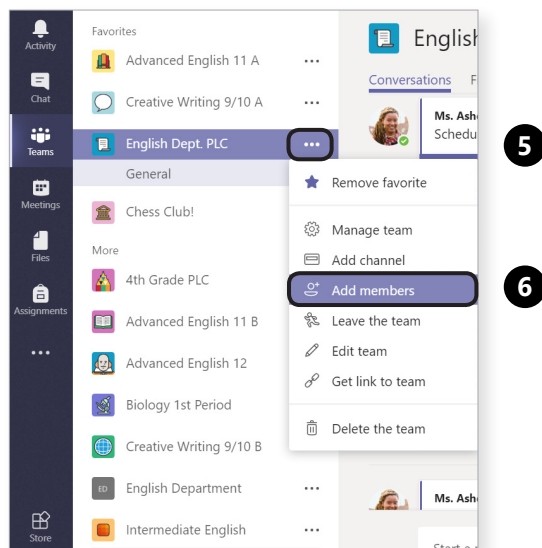 Activity
Chat
Teams
Meetings
Files
Assignments
Store
Favorites
Advanced English 11 A
Creative Writing 9/10 A
English Dept. PLC
General
Chess Club!
More
4th Grade PLC
Advanced English 11 B
Advanced English 12
Biology 1st Period
Creative Writing 9/10 B
ED English Department
Intermediate English
Remove favorite
Manage team
Add channel
Add members
Leave the team
Edit team
Get link to team
Delete the team
English
Conversations F
Ms. Ash
Schedu
Ms. Ash
5
6